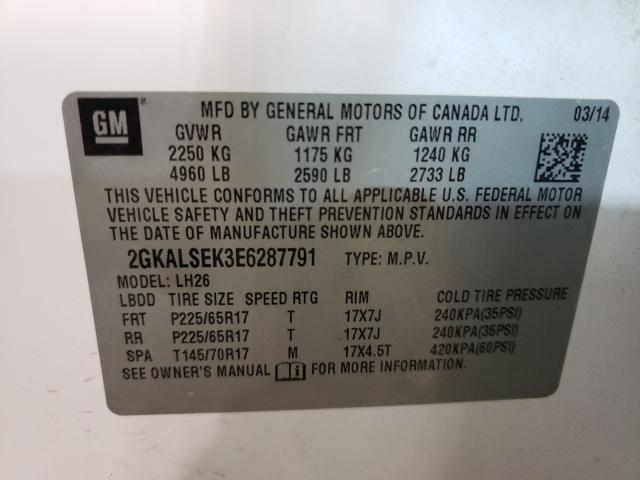 GM MFD BY GENERAL MOTORS OF CANADA LTD. 03/14
GVWR GAWR FRT GAWR RR
2250 KG 1175 KG 1240 KG
4960 LB 2590 LB 2733 LB
THIS VEHICLE CONFORMS TO ALL APPLICABLE U.S. FEDERAL MOTOR
VEHICLE SAFETY AND THEFT PREVENTION STANDARDS IN EFFECT ON
THE DATE OF MANUFACTURE SHOWN ABOVE.
2GKALSEK3E6287791 TYPE: M.P.V.
MODEL: LH26
LBDD TIRE SIZE SPEED RTG RIM COLD TIRE PRESSURE
FRT P225/65R17 T 17X7J 240KPA(35PSI)
RR P225/65R17 T 17X7J 240KPA(35PSI)
SPA T145/70R17 M 17X4.5T 420KPA(60PSI)
SEE OWNER'S MANUAL FOR MORE INFORMATION.